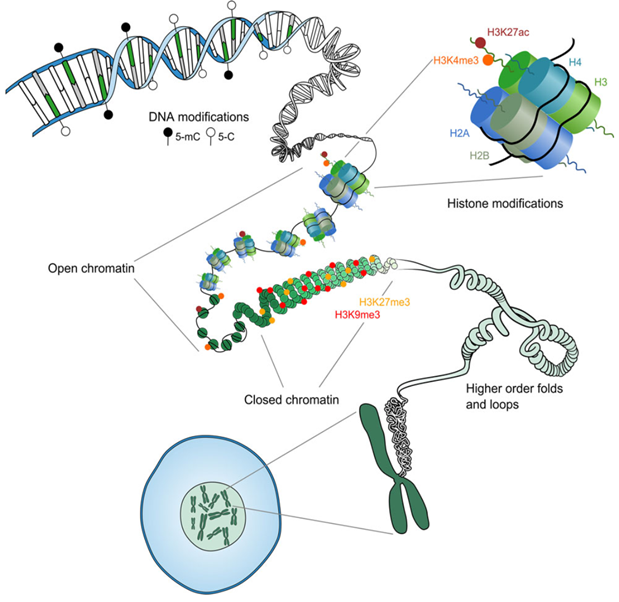 H3K27ac
H3K4me3
H4
H3
H2A
H2B
DNA modifications
5-mC 5-C
Histone modifications
Open chromatin
H3K27me3
H3K9me3
Closed chromatin
Higher order folds
and loops